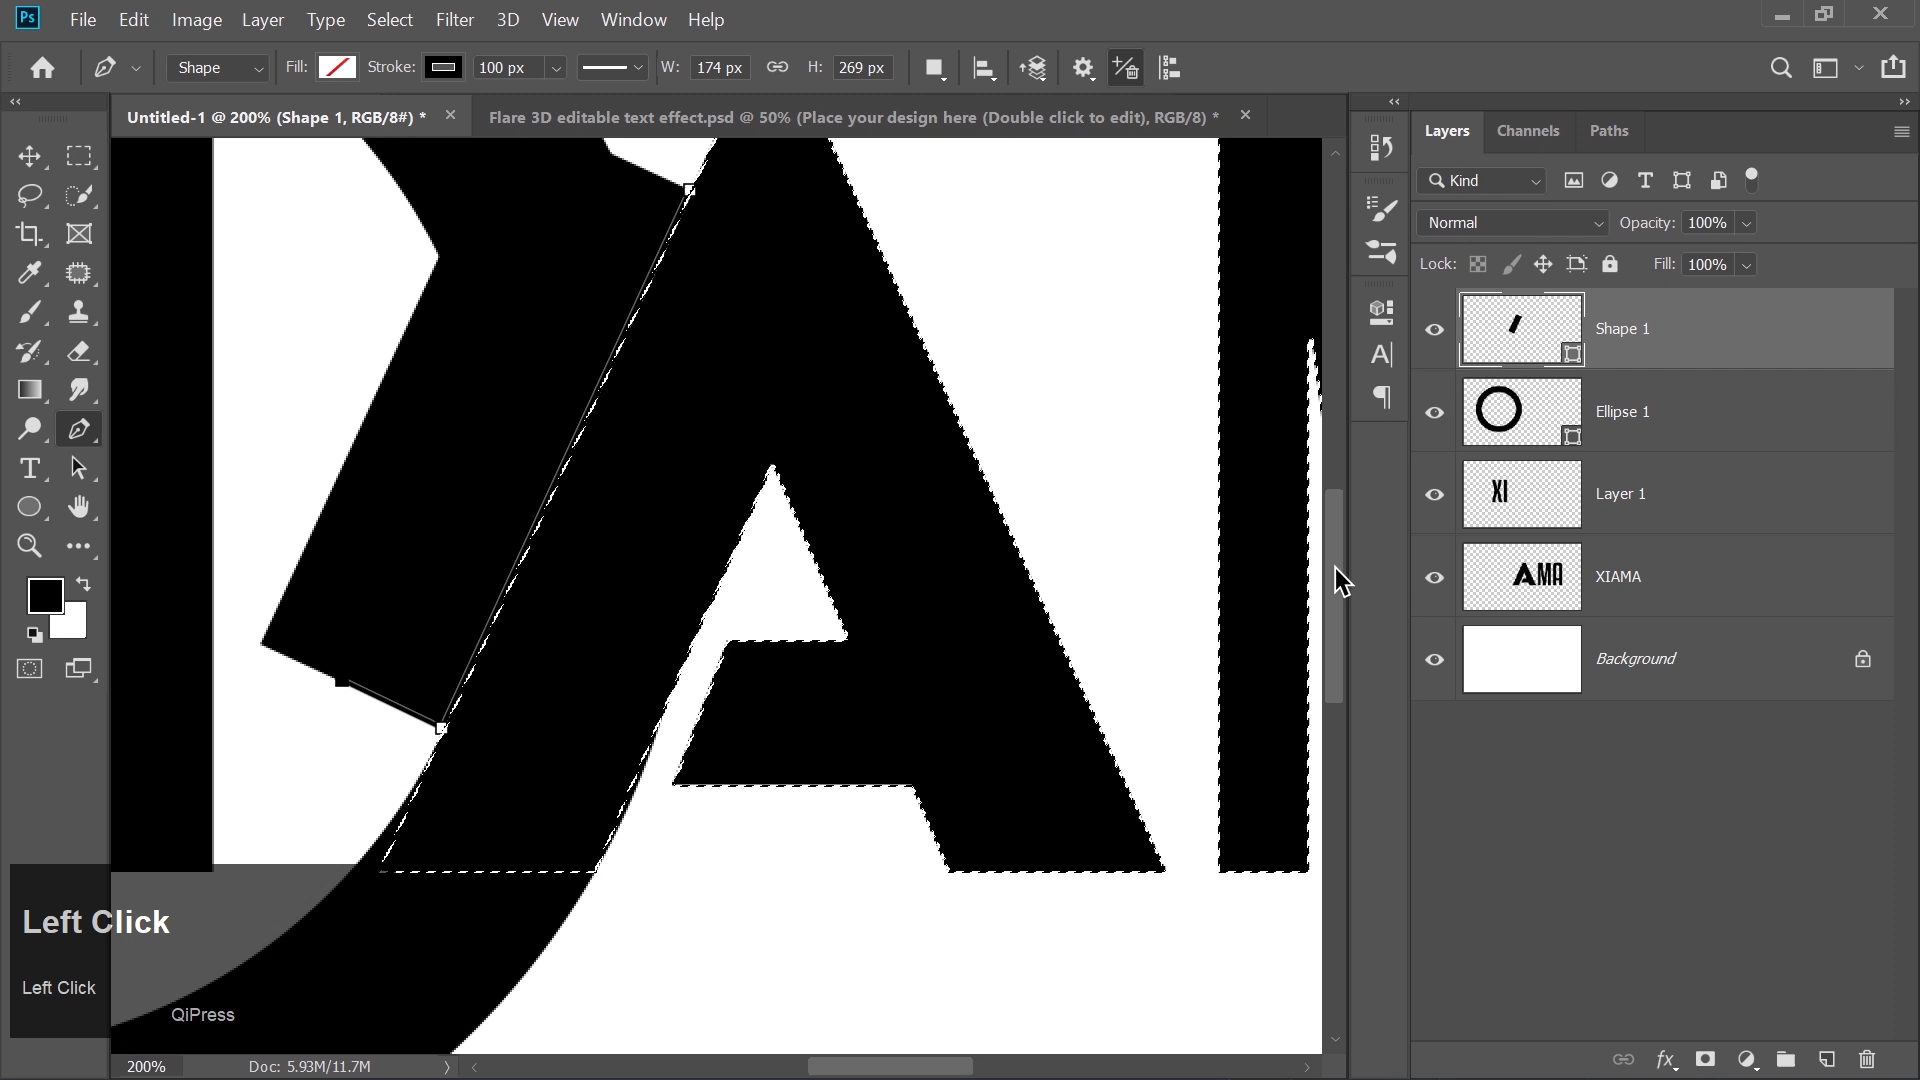 Ps File Edit Image Layer Type Select Filter 3D View Window Help
Shape Fill: Stroke: 100 px W: 174 px H: 269 px
Untitled-1 @ 200% (Shape 1, RGB/8#) *
Flare 3D editable text effect.psd @ 50% (Place your design here (Double click to edit), RGB/8) *
Layers Channels Paths
Kind
Normal Opacity: 100%
Lock: Fill: 100%
Shape 1
Ellipse 1
XI Layer 1
AMA XIAMA
Background
A
Left Click
Left Click
QiPress
200% Doc: 5.93M/11.7M
fx